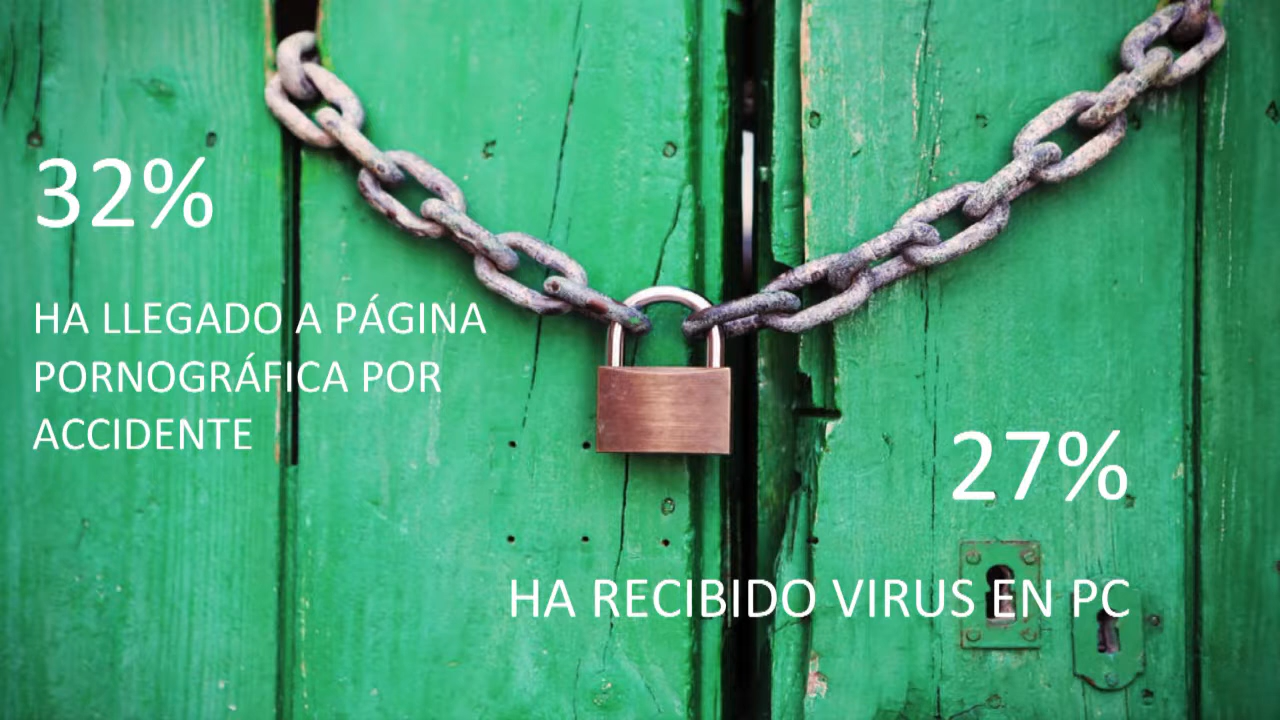 32%
HA LLEGADO A PÁGINA
PORNOGRÁFICA POR
ACCIDENTE
27%
HA RECIBIDO VIRUS EN PC